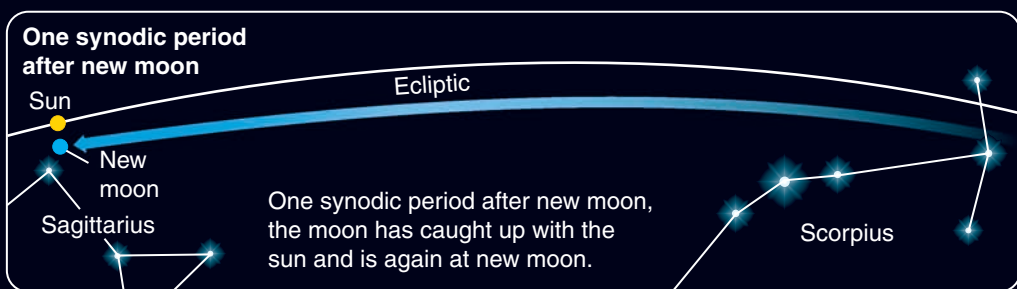 One synodic period
after new moon
Sun
Ecliptic
New
moon
Sagittarius
One synodic period after new moon,
the moon has caught up with the
sun and is again at new moon.
Scorpius